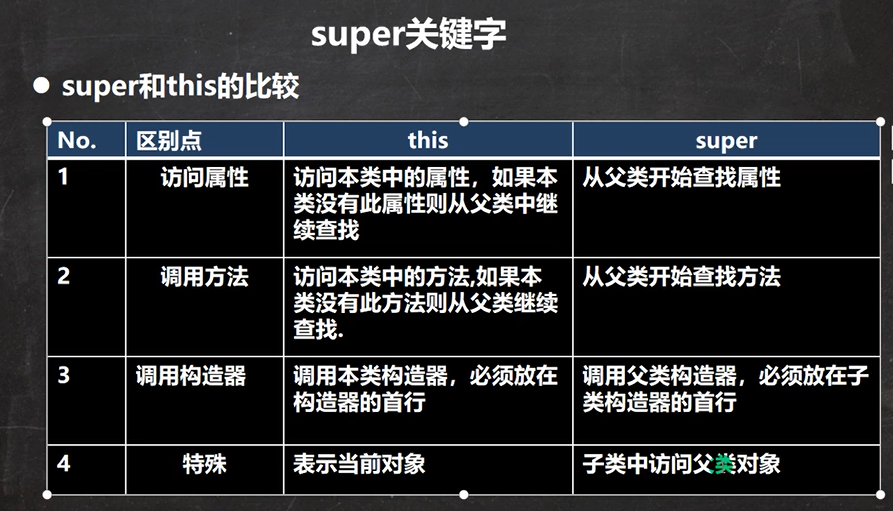 super关键字
super和this的比较
No. 区别点 this super
1 访问属性 访问本类中的属性，如果本 从父类开始查找属性
类没有此属性则从父类中继
续查找
2 调用方法 访问本类中的方法,如果本 从父类开始查找方法
类没有此方法则从父类继续
查找.
3 调用构造器 调用本类构造器，必须放在 调用父类构造器，必须放在子
构造器的首行 类构造器的首行
4 特殊 表示当前对象 子类中访问父类对象